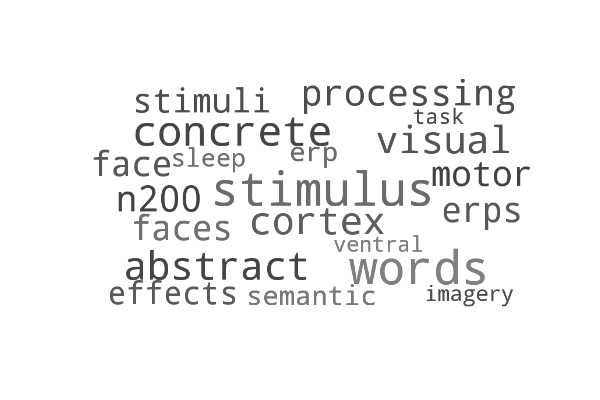 stimuli processing
task
concrete visual
face sleep erp
motor
n200 stimulus erps
faces cortex
ventral
abstract words
effects semantic imagery